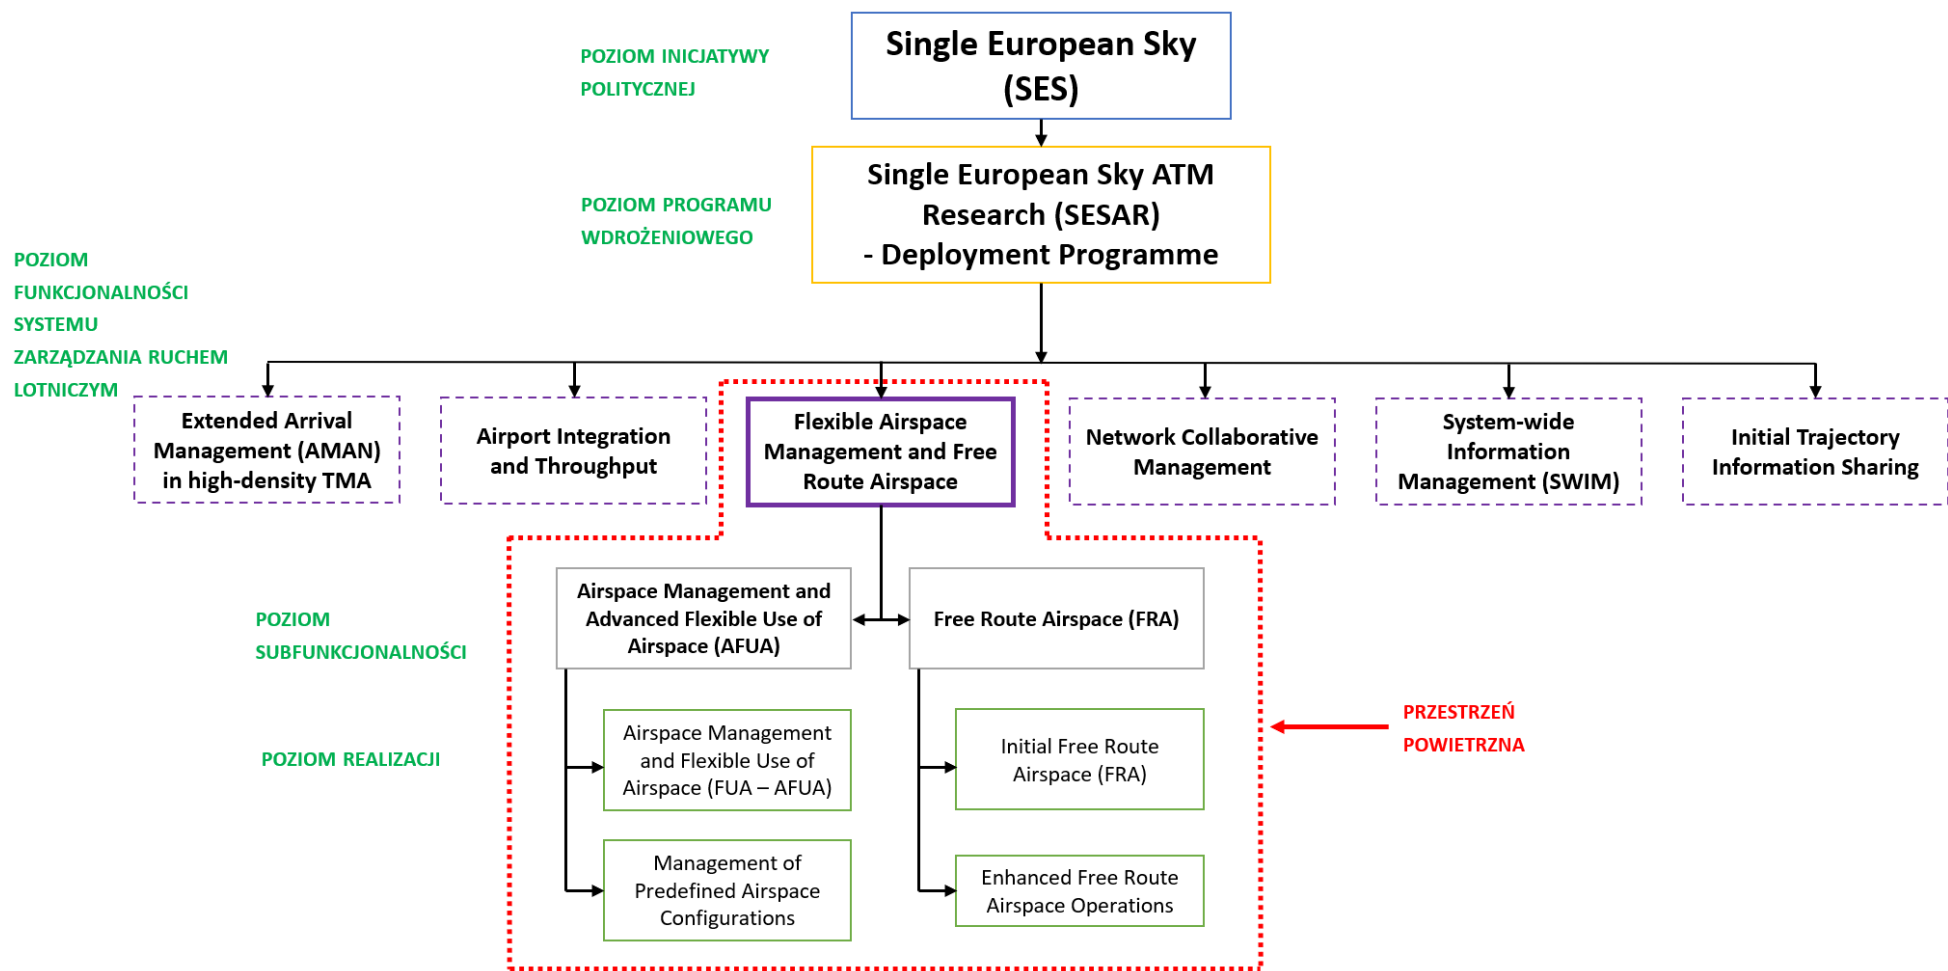 Single European Sky
(SES)
POZIOM INICJATYWY
POLITYCZNEJ
Single European Sky ATM
Research (SESAR)
- Deployment Programme
POZIOM PROGRAMU
WDROŻENIOWEGO
POZIOM
FUNKCJONALNOŚCI
SYSTEMU
ZARZĄDZANIA RUCHEM
LOTNICZYM
Extended Arrival
Management (AMAN)
in high-density TMA
Airport Integration
and Throughput
Flexible Airspace
Management and Free
Route Airspace
Network Collaborative
Management
System-wide
Information
Management (SWIM)
Initial Trajectory
Information Sharing
POZIOM
SUBFUNKCJONALNOŚCI
Airspace Management and
Advanced Flexible Use of
Airspace (AFUA)
Free Route Airspace (FRA)
POZIOM REALIZACJI
Airspace Management
and Flexible Use of
Airspace (FUA – AFUA)
Initial Free Route
Airspace (FRA)
PRZESTRZEŃ
POWIETRZNA
Management of
Predefined Airspace
Configurations
Enhanced Free Route
Airspace Operations